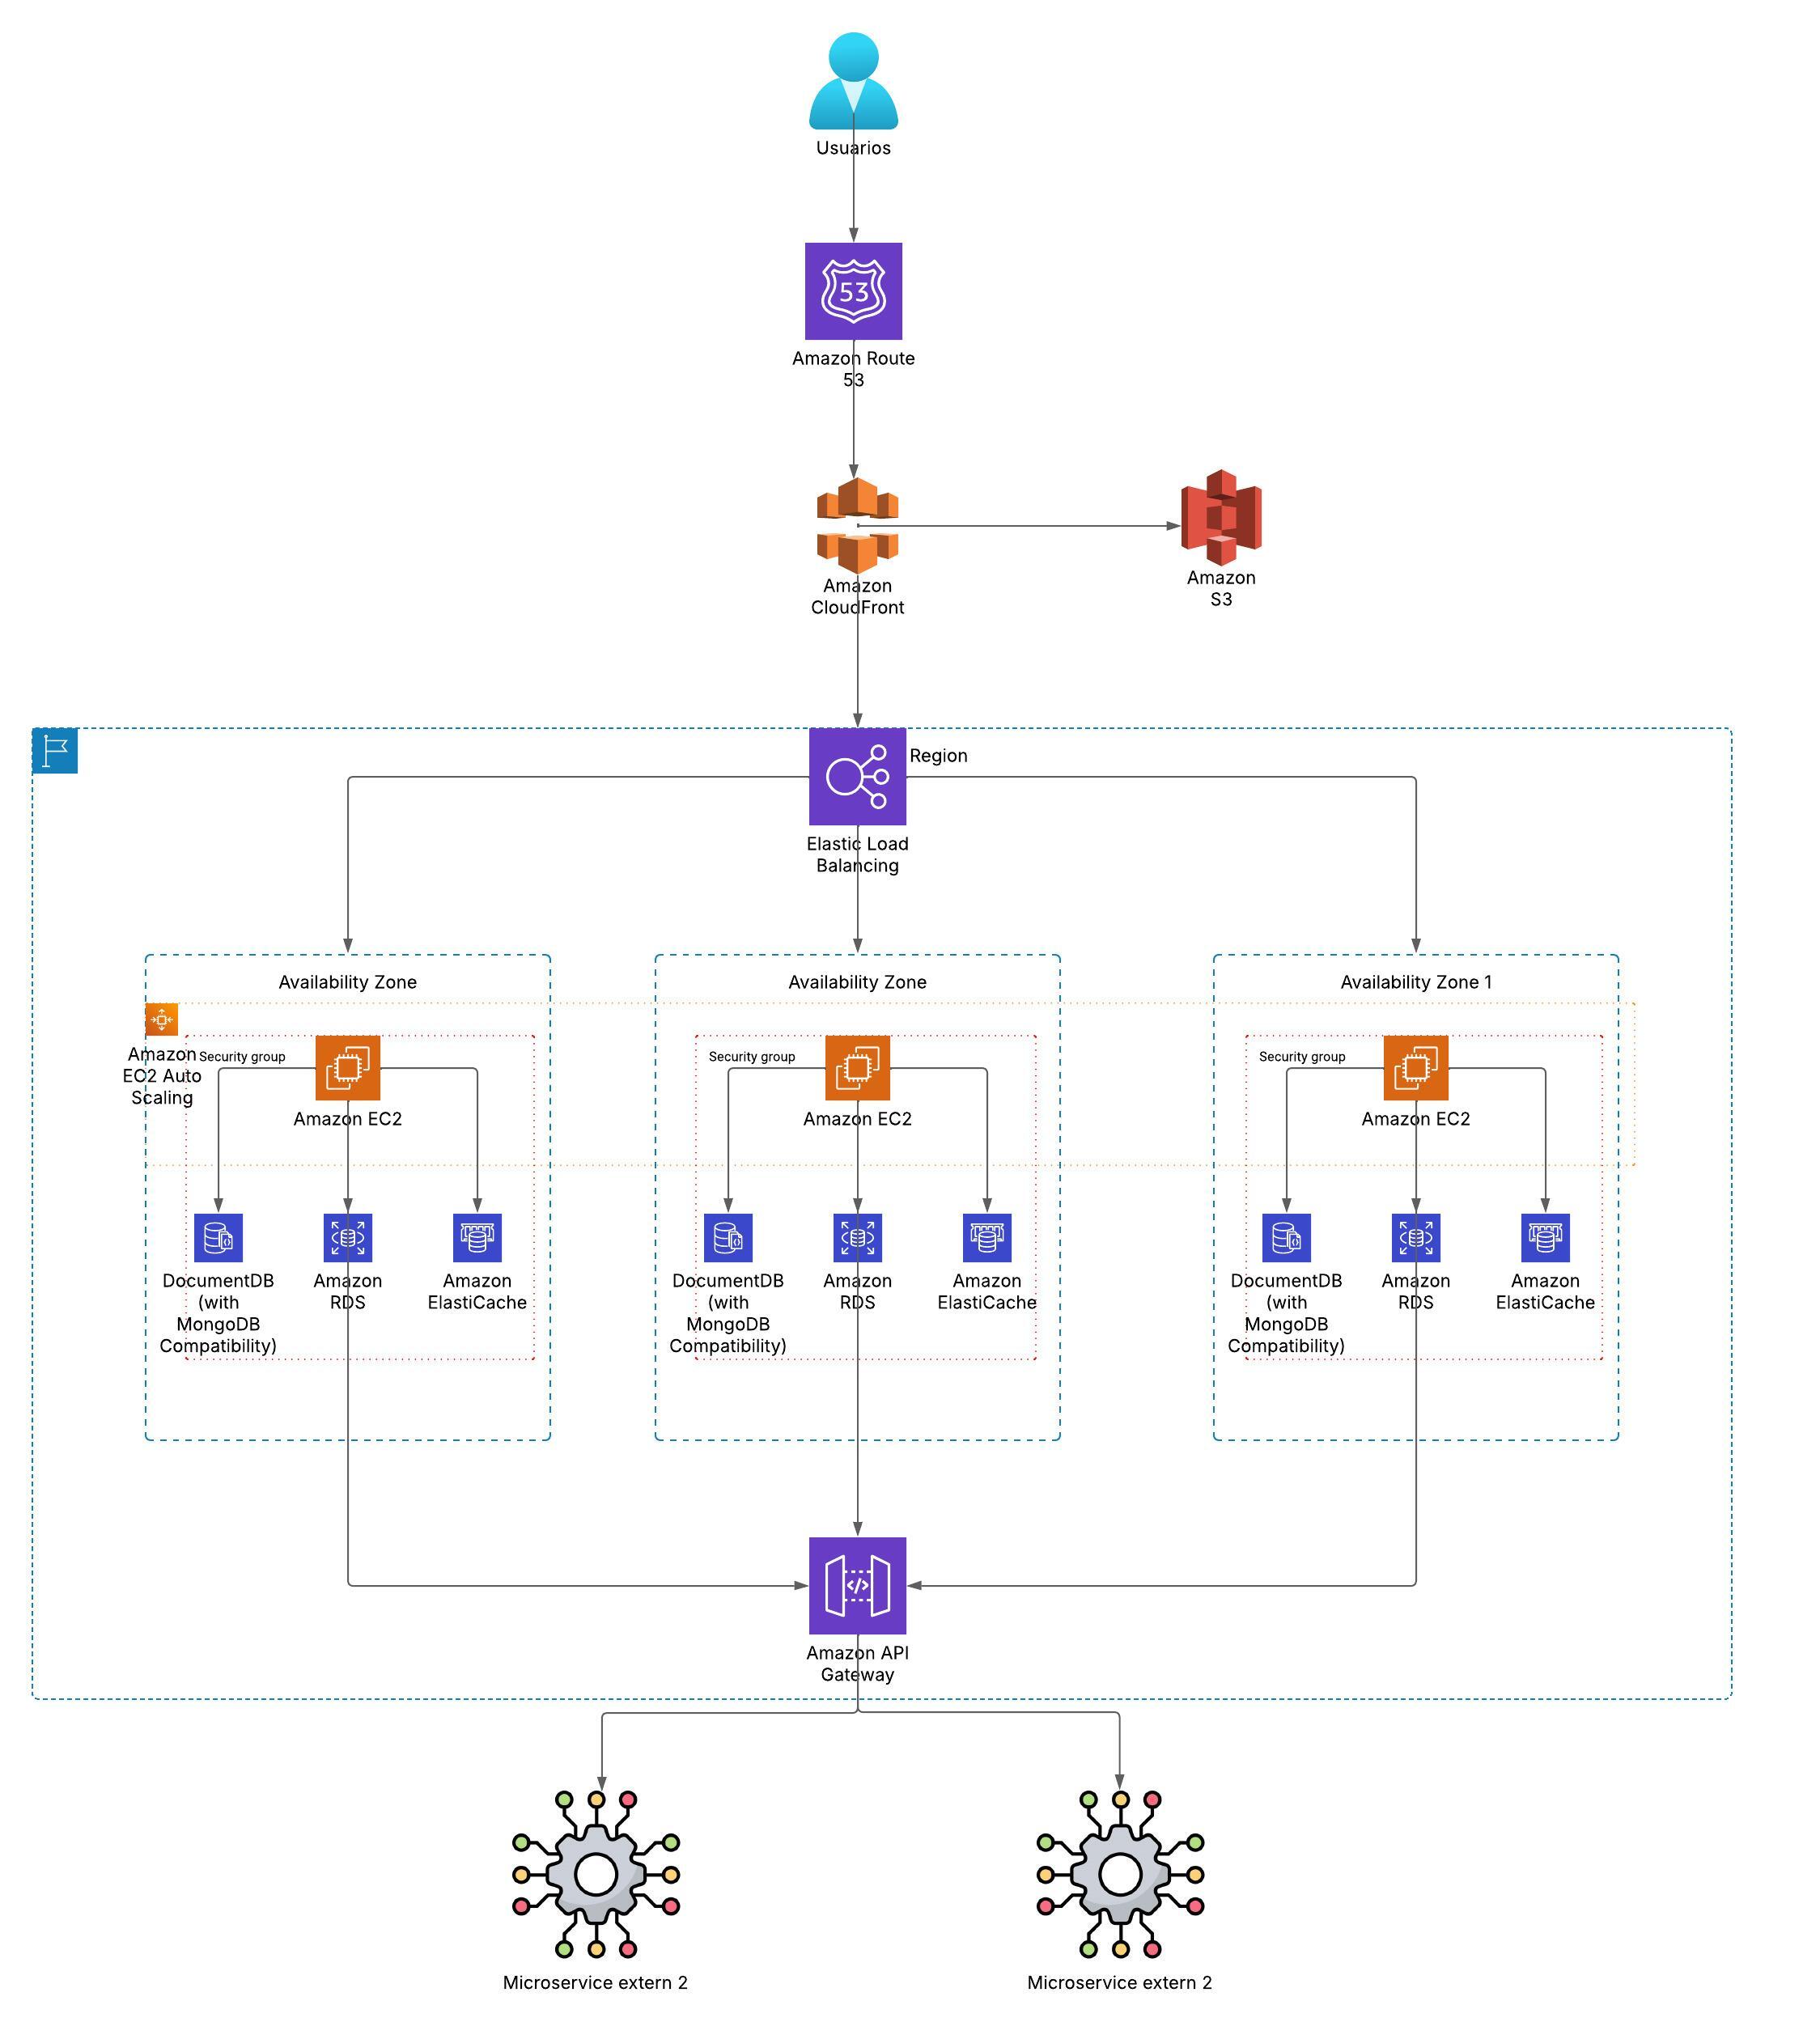 Usuarios
53
Amazon Route
53
Amazon
CloudFront
Amazon
S3
Region
Elastic Load
Balancing
Availability Zone
Availability Zone
Availability Zone 1
Amazon
EC2 Auto
Scaling
Security group
Amazon EC2
Security group
Amazon EC2
Security group
Amazon EC2
DocumentDB
(with
MongoDB
Compatibility)
Amazon
RDS
Amazon
ElastiCache
DocumentDB
(with
MongoDB
Compatibility)
Amazon
RDS
Amazon
ElastiCache
DocumentDB
(with
MongoDB
Compatibility)
Amazon
RDS
Amazon
ElastiCache
</>
Amazon API
Gateway
Microservice extern 2
Microservice extern 2